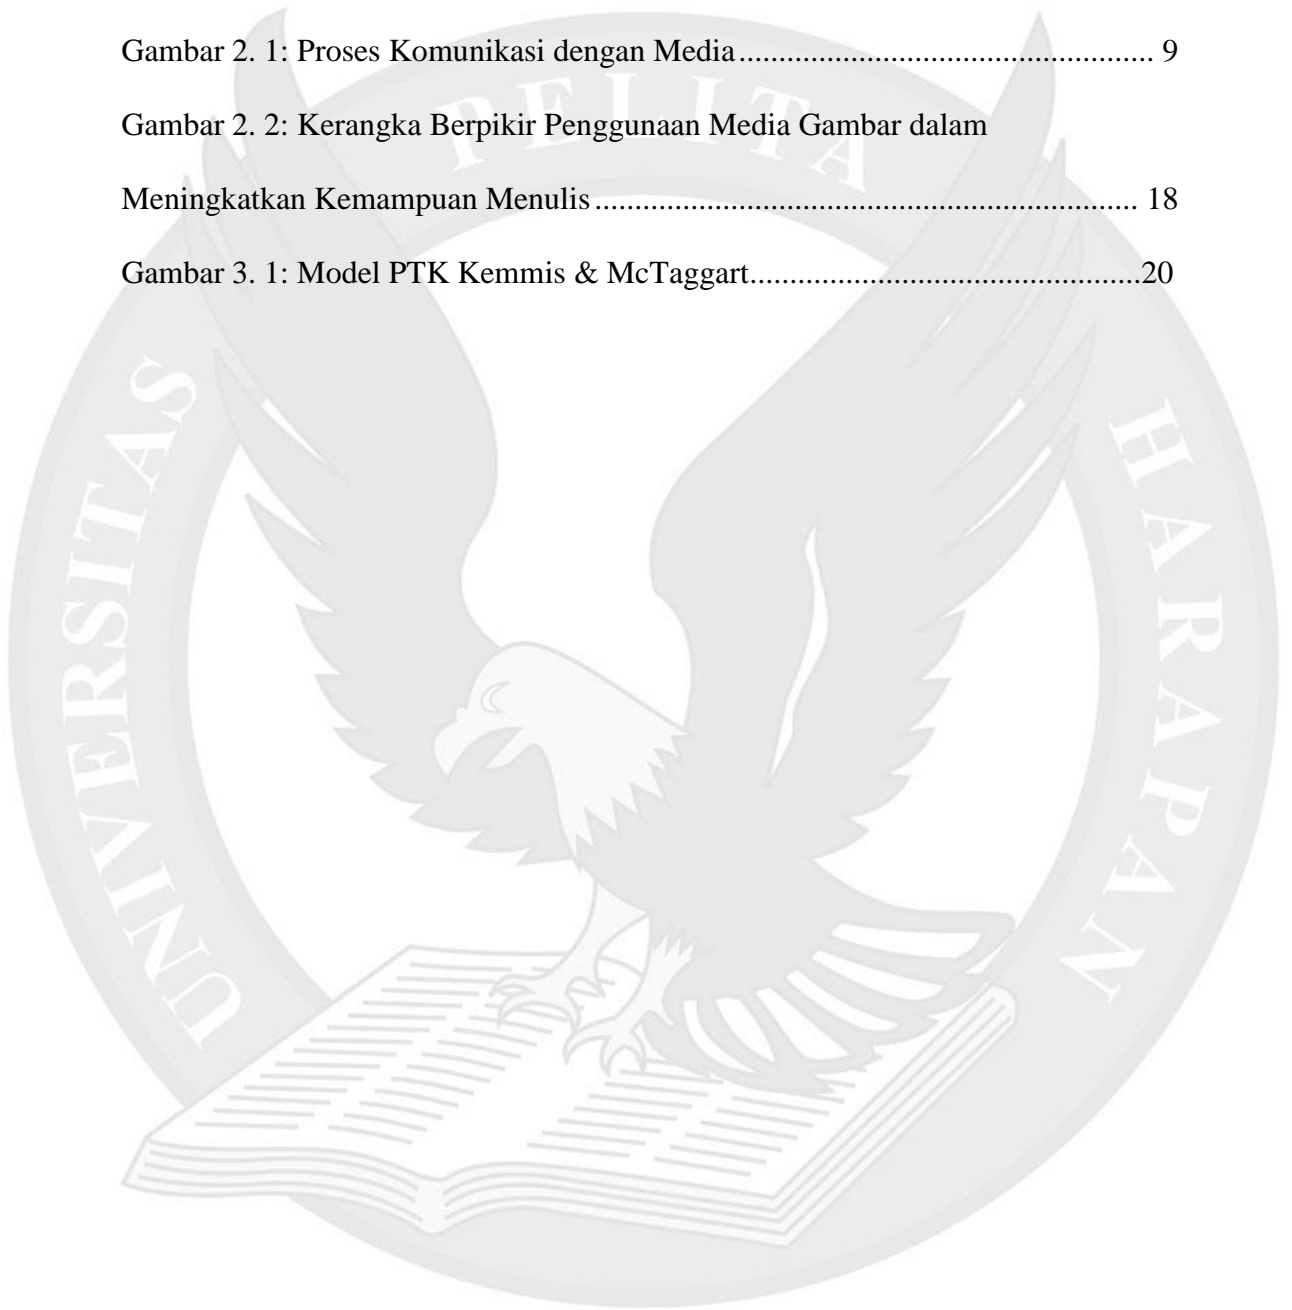 Gambar 2. 1: Proses Komunikasi dengan Media.................................................... 9
Gambar 2. 2: Kerangka Berpikir Penggunaan Media Gambar dalam
Meningkatkan Kemampuan Menulis.................................................................... 18
Gambar 3. 1: Model PTK Kemmis & McTaggart.................................................20
UNIVERSITAS
PELITA
HARAPAN